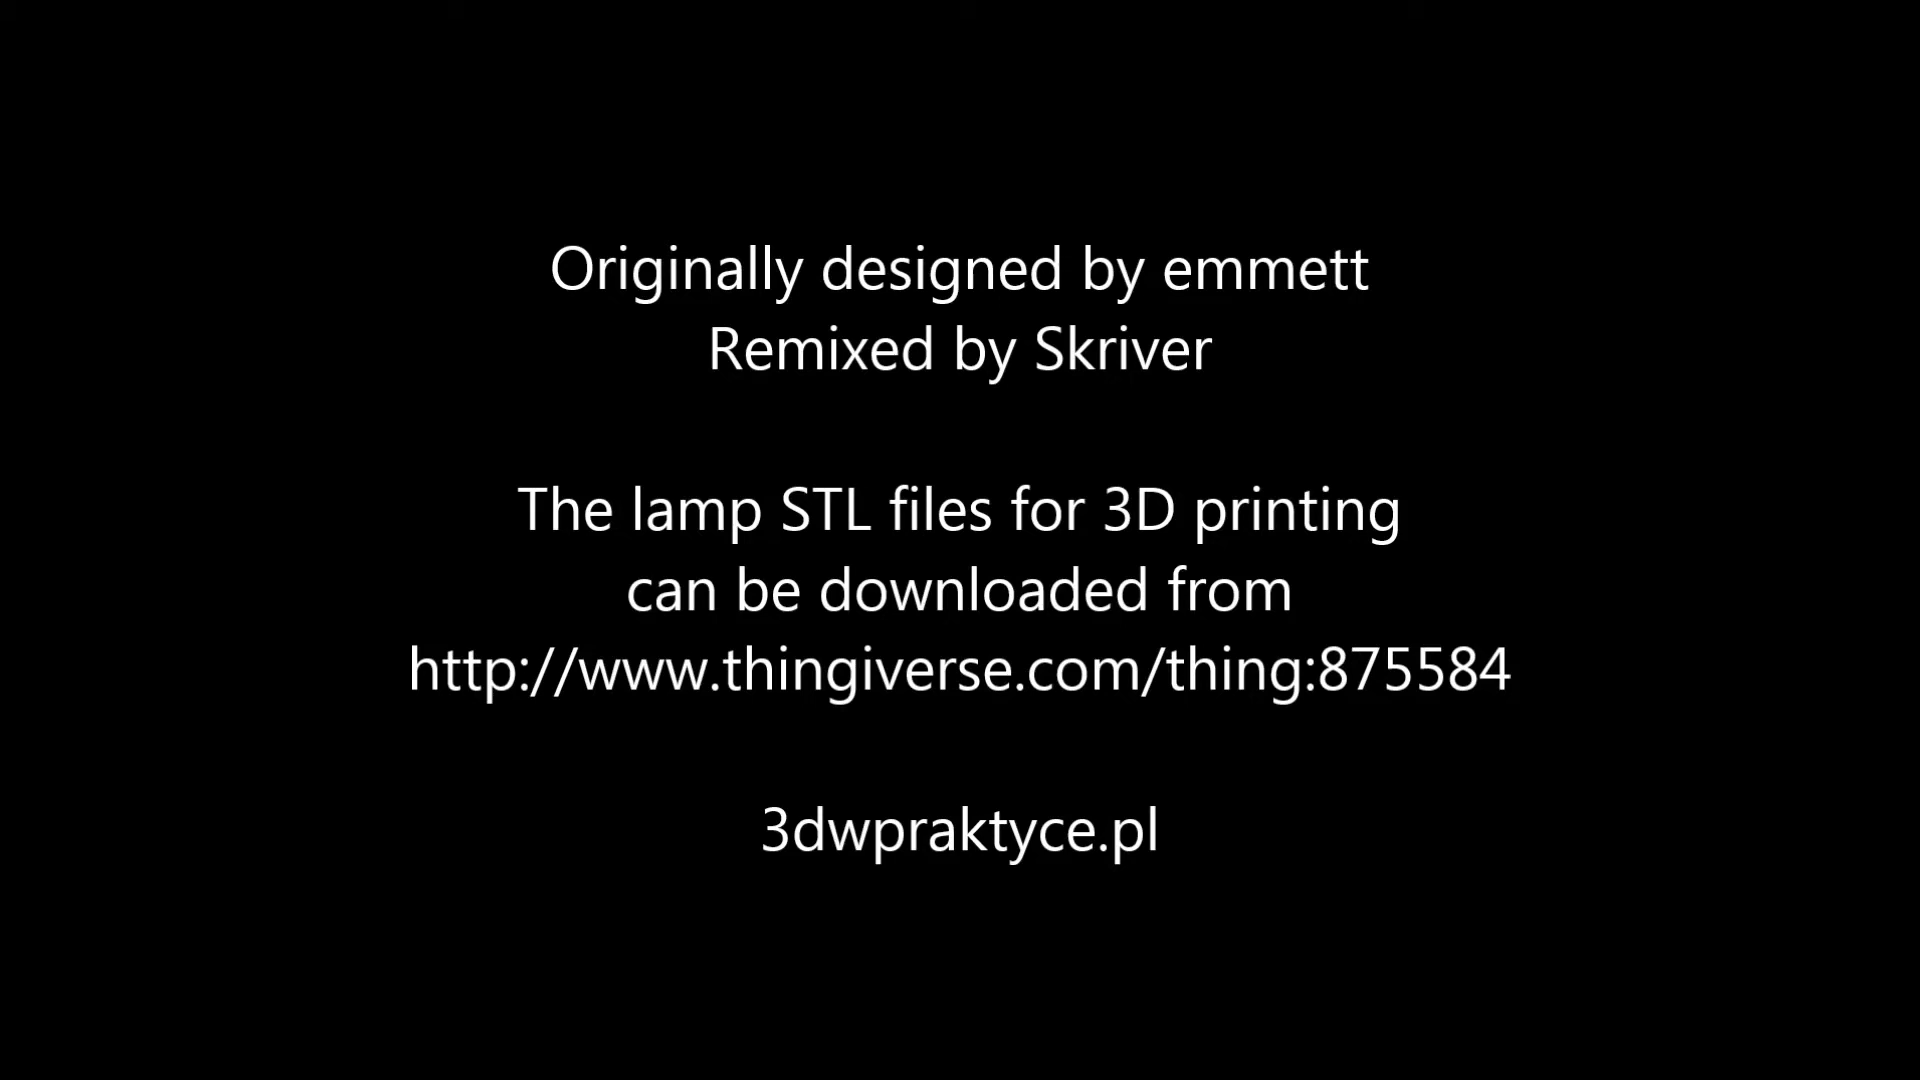 Originally designed by emmett
Remixed by Skriver
The lamp STL files for 3D printing
can be downloaded from
http://www.thingiverse.com/thing:875584
3dwpraktyce.pl